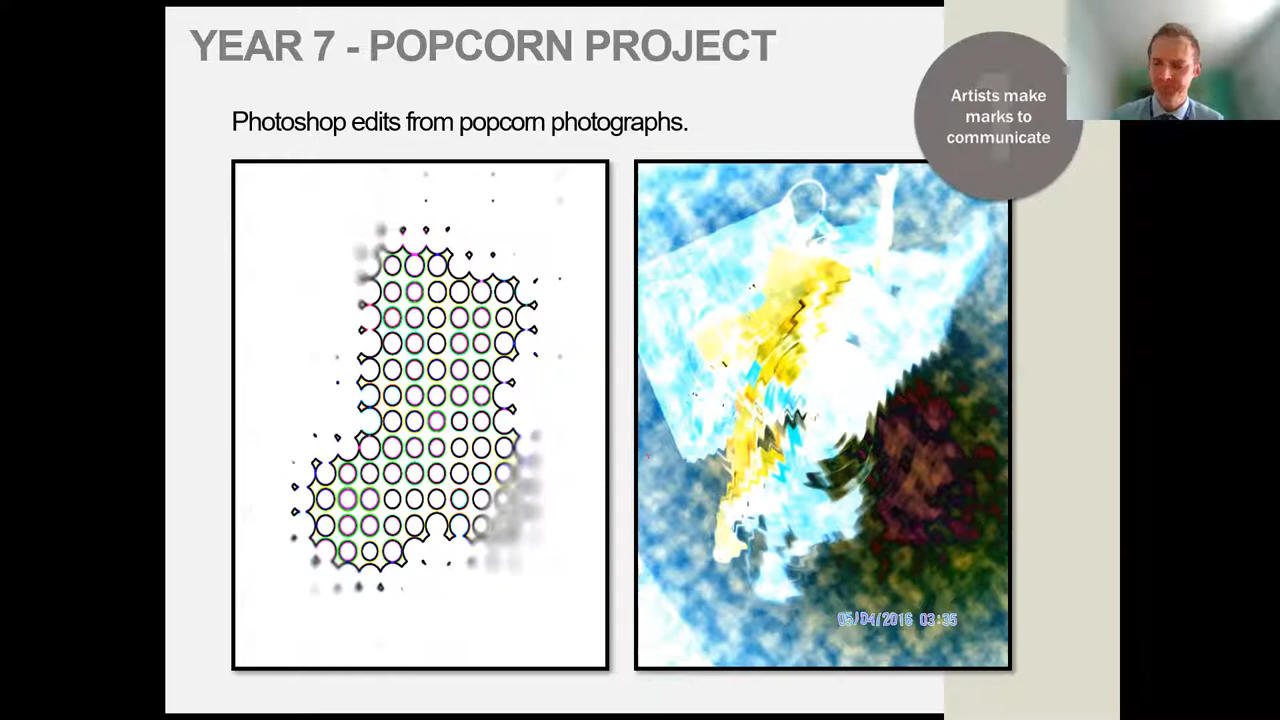 YEAR 7 - POPCORN PROJECT
Photoshop edits from popcorn photographs.
Artists make
marks to
communicate
05/04/2016 03:35